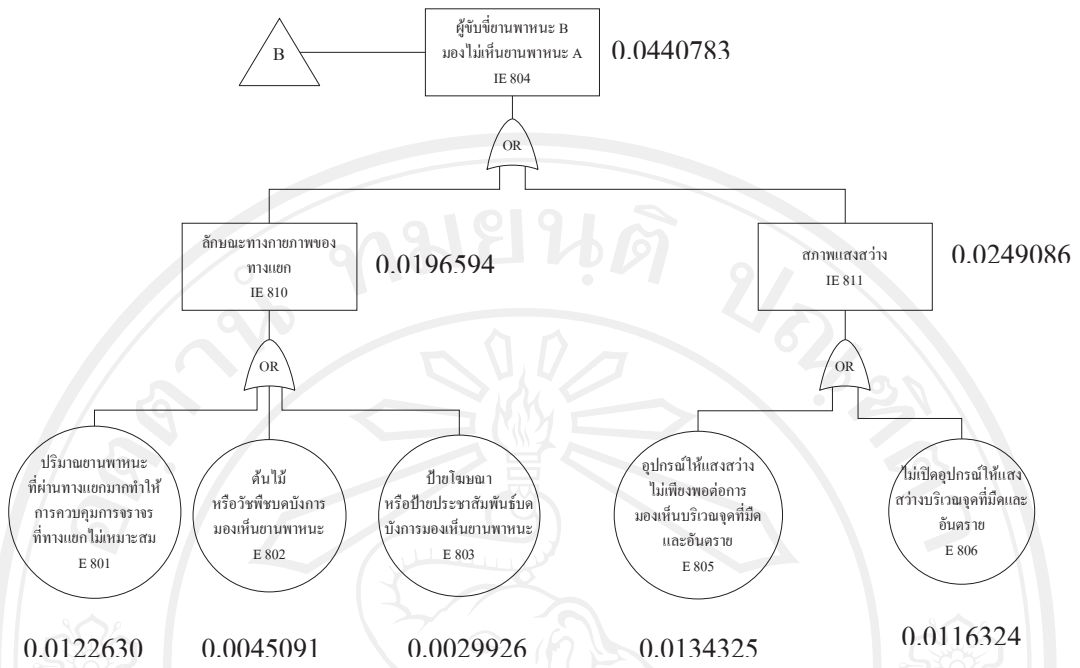 B
ผู้ขับขี่ยานพาหนะ B
มองไม่เห็นยานพาหนะ A
IE 804
0.0440783
OR
ลักษณะทางกายภาพของ
ทางแยก
IE 810
0.0196594
สภาพแสงสว่าง
IE 811
0.0249086
OR
OR
ปริมาณยานพาหนะ
ที่ผ่านทางแยกมากทำให้
การควบคุมการจราจร
ที่ทางแยกไม่เหมาะสม
E 801
ต้นไม้
หรือวัชพืชบดบังการ
มองเห็นยานพาหนะ
E 802
ป้ายโฆษณา
หรือป้ายประชาสัมพันธ์บด
บังการมองเห็นยานพาหนะ
E 803
อุปกรณ์ให้แสงสว่าง
ไม่เพียงพอต่อการ
มองเห็นบริเวณจุดที่มืด
และอันตราย
E 805
ไม่เปิดอุปกรณ์ให้แสง
สว่างบริเวณจุดที่มืดและ
อันตราย
E 806
0.0122630
0.0045091
0.0029926
0.0134325
0.0116324
อตฺตานํ ทมยนฺติ ปณฺฑิตา